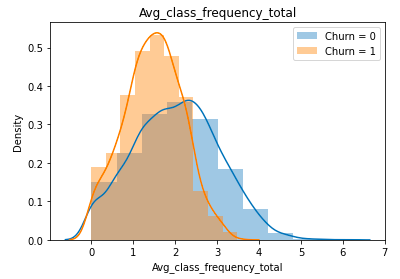 Avg_class_frequency_total
Churn = 0
Churn = 1
Density
0.5
0.4
0.3
0.2
0.1
0.0
0 1 2 3 4 5 6 7
Avg_class_frequency_total